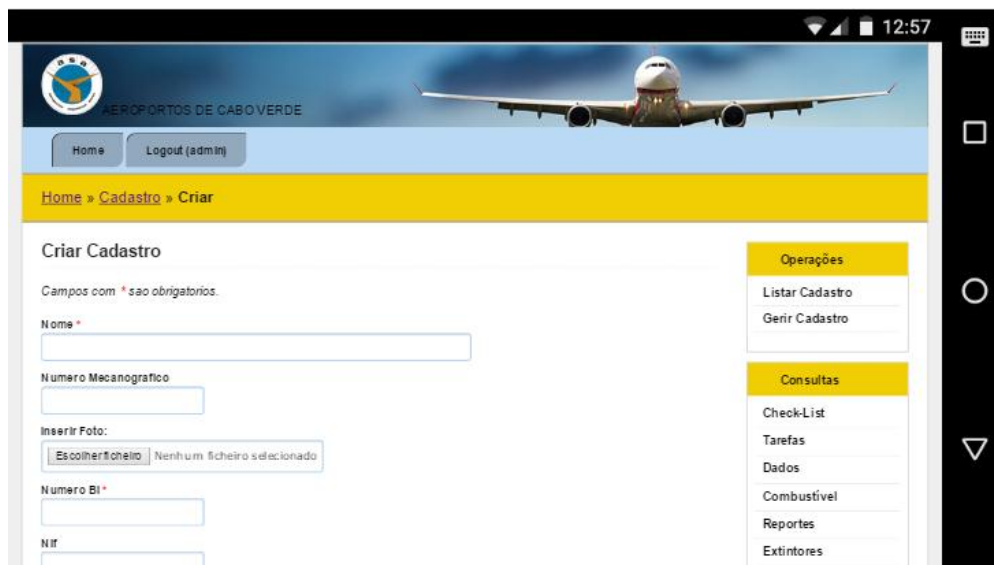 12:57
asa
AEROPORTOS DE CABO VERDE
Home
Logout (admin)
Home » Cadastro » Criar
Criar Cadastro
Campos com * sao obrigatorios.
Nome *
Numero Mecanografico
Inserir Foto:
Escolher ficheiro Nenhum ficheiro selecionado
Numero BI *
Nif
Operações
Listar Cadastro
Gerir Cadastro
Consultas
Check-List
Tarefas
Dados
Combustível
Reportes
Extintores